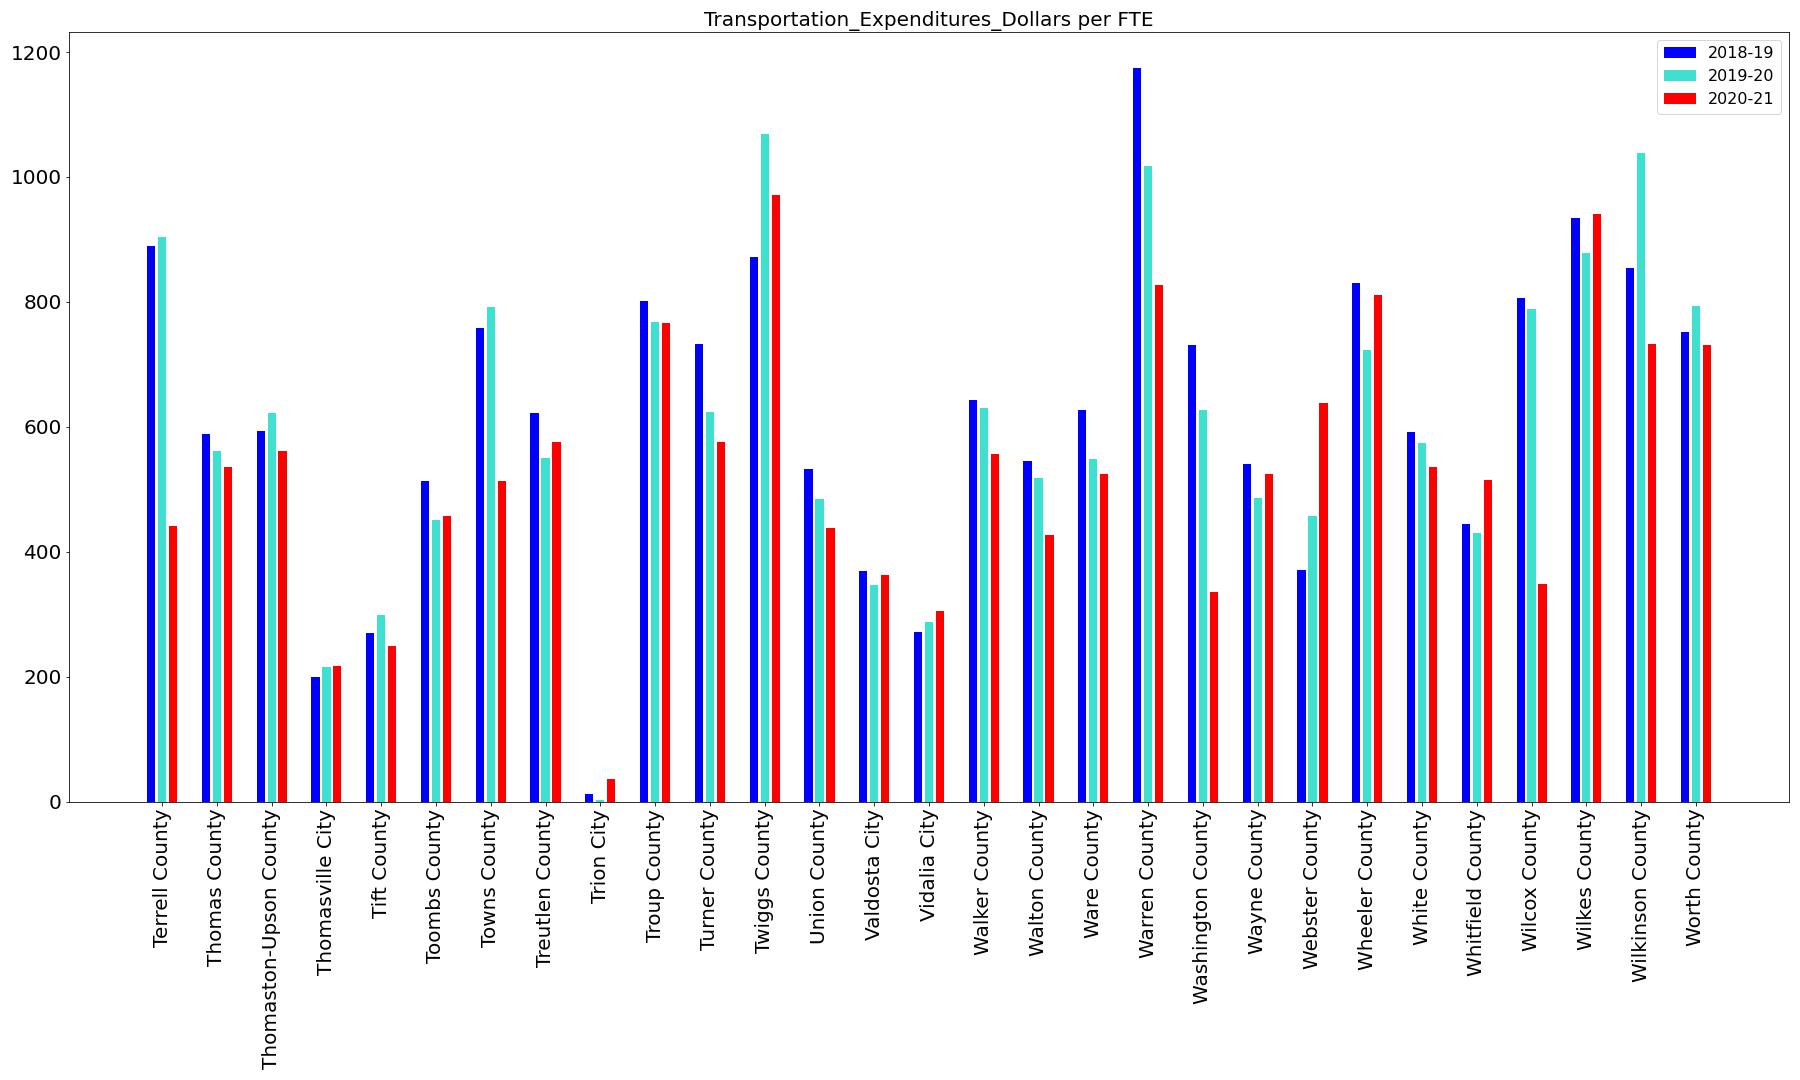 Transportation_Expenditures_Dollars per FTE
2018-19
2019-20
2020-21
1200
1000
800
600
400
200
0
Terrell County
Thomas County
Thomaston-Upson County
Thomasville City
Tift County
Toombs County
Towns County
Treutlen County
Trion City
Troup County
Turner County
Twiggs County
Union County
Valdosta City
Vidalia City
Walker County
Walton County
Ware County
Warren County
Washington County
Wayne County
Webster County
Wheeler County
White County
Whitfield County
Wilcox County
Wilkes County
Wilkinson County
Worth County